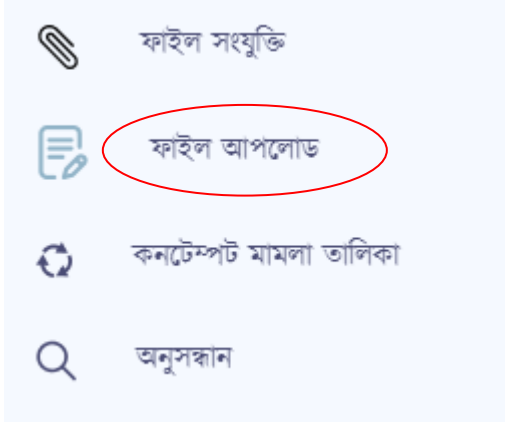 ফাইল সংযুক্তি
ফাইল আপলোড
কনটেম্পট মামলা তালিকা
অনুসন্ধান